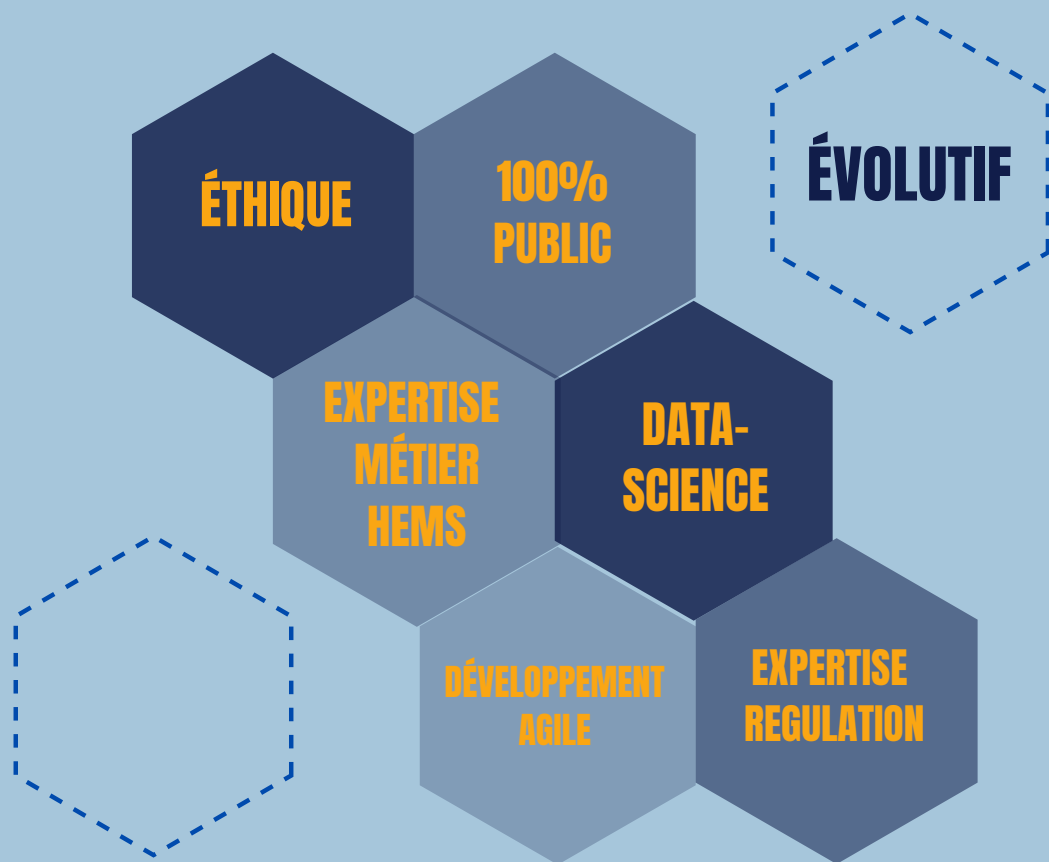 ÉTHIQUE
100%
PUBLIC
ÉVOLUTIF
EXPERTISE
MÉTIER
HEMS
DATA-
SCIENCE
DÉVELOPPEMENT
AGILE
EXPERTISE
REGULATION